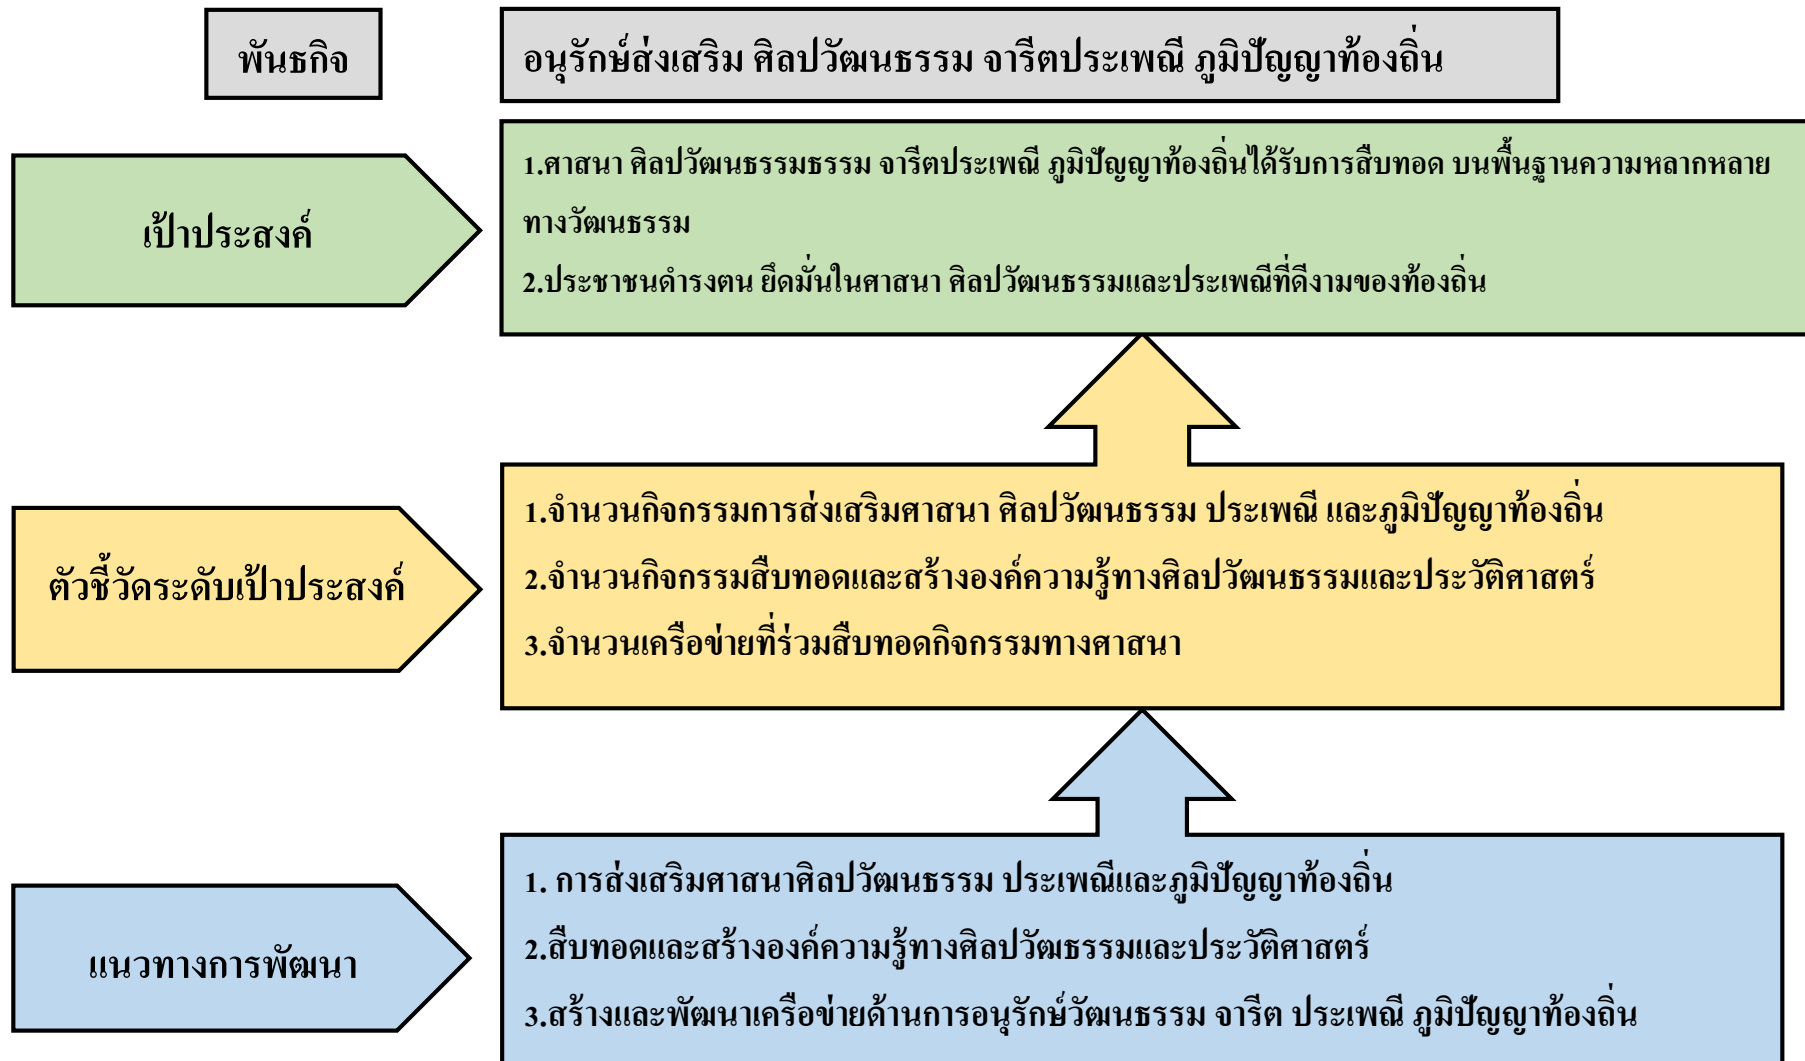 พันธกิจ
อนุรักษ์ส่งเสริม ศิลปวัฒนธรรม จารีตประเพณี ภูมิปัญญาท้องถิ่น
เป้าประสงค์
1.ศาสนา ศิลปวัฒนธรรมธรรม จารีตประเพณี ภูมิปัญญาท้องถิ่นได้รับการสืบทอด บนพื้นฐานความหลากหลาย
ทางวัฒนธรรม
2.ประชาชนดำรงตน ยึดมั่นในศาสนา ศิลปวัฒนธรรมและประเพณีที่ดีงามของท้องถิ่น
ตัวชี้วัดระดับเป้าประสงค์
1.จำนวนกิจกรรมการส่งเสริมศาสนา ศิลปวัฒนธรรม ประเพณี และภูมิปัญญาท้องถิ่น
2.จำนวนกิจกรรมสืบทอดและสร้างองค์ความรู้ทางศิลปวัฒนธรรมและประวัติศาสตร์
3.จำนวนเครือข่ายที่ร่วมสืบทอดกิจกรรมทางศาสนา
แนวทางการพัฒนา
1. การส่งเสริมศาสนาศิลปวัฒนธรรม ประเพณีและภูมิปัญญาท้องถิ่น
2.สืบทอดและสร้างองค์ความรู้ทางศิลปวัฒธรรมและประวัติศาสตร์
3.สร้างและพัฒนาเครือข่ายด้านการอนุรักษ์วัฒนธรรม จารีต ประเพณี ภูมิปัญญาท้องถิ่น